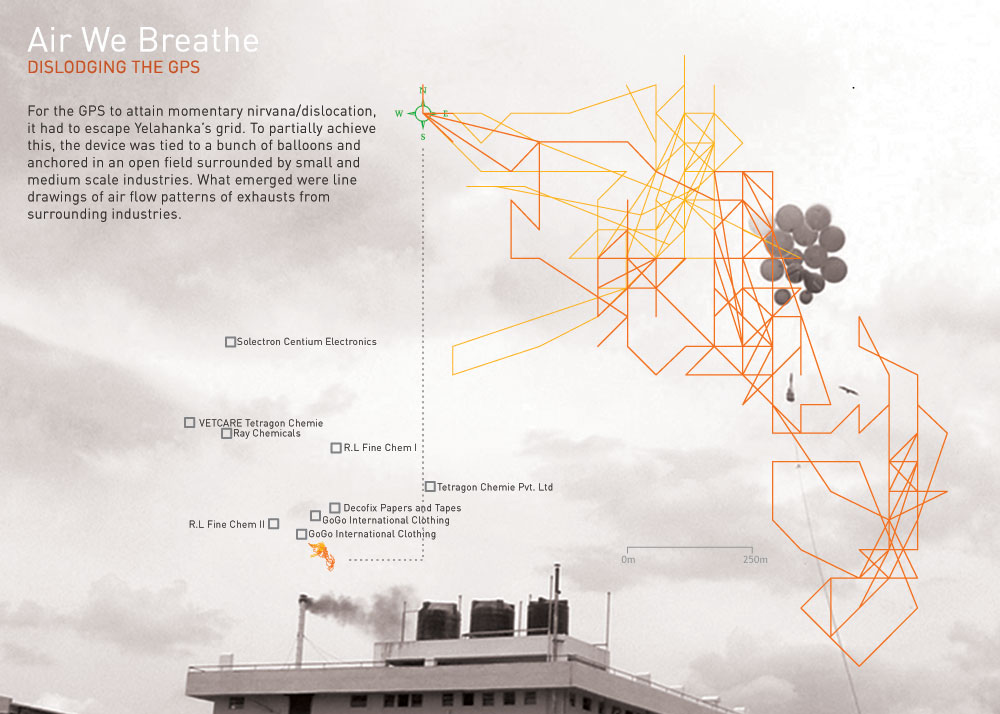 Air We Breathe
DISLODGING THE GPS
For the GPS to attain momentary nirvana/dislocation,
it had to escape Yelahanka's grid. To partially achieve
this, the device was tied to a bunch of balloons and
anchored in an open field surrounded by small and
medium scale industries. What emerged were line
drawings of air flow patterns of exhausts from
surrounding industries.
N
W E
S
Solectron Centium Electronics
VETCARE Tetragon Chemie
Ray Chemicals
R.L Fine Chem I
Tetragon Chemie Pvt. Ltd
Decofix Papers and Tapes
GoGo International Clothing
R.L Fine Chem II
GoGo International Clothing
0m 250m